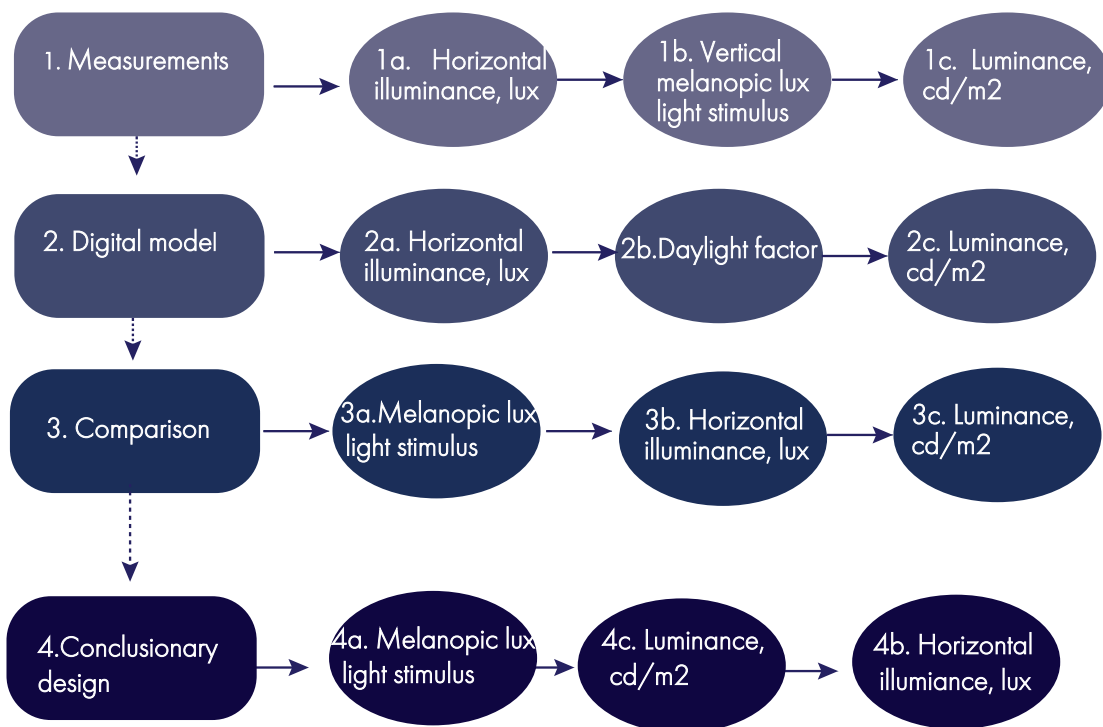 1. Measurements
1a. Horizontal
illuminance, lux
1b. Vertical
melanopic lux
light stimulus
1c. Luminance,
cd/m2
2. Digital model
2a. Horizontal
illuminance, lux
2b.Daylight factor
2c. Luminance,
cd/m2
3. Comparison
3a.Melanopic lux
light stimulus
3b. Horizontal
illuminance, lux
3c. Luminance,
cd/m2
4.Conclusionary
design
4a. Melanopic lux
light stimulus
4c. Luminance,
cd/m2
4b. Horizontal
illumiance, lux